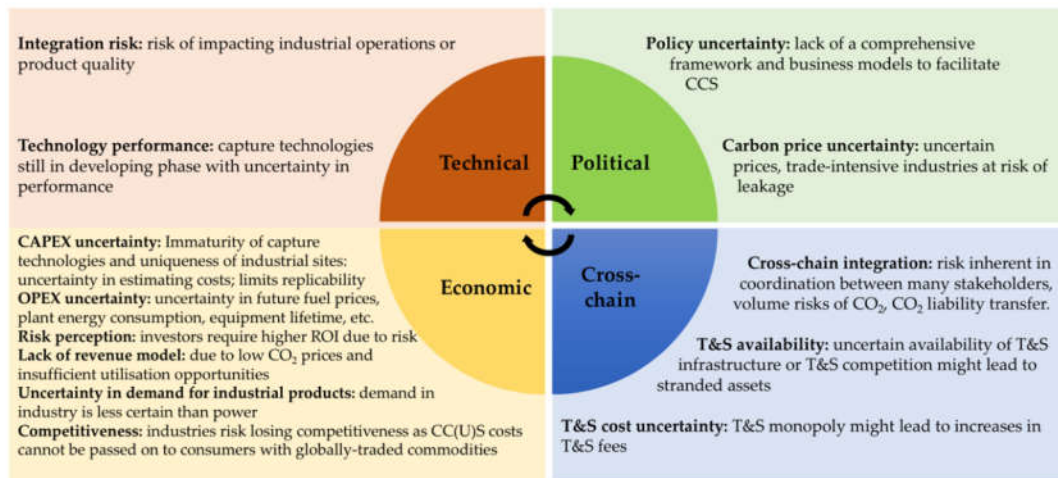 Integration risk: risk of impacting industrial operations or
product quality
Technology performance: capture technologies
still in developing phase with uncertainty in
performance
Technical
Policy uncertainty: lack of a comprehensive
framework and business models to facilitate
CCS
Carbon price uncertainty: uncertain
prices, trade-intensive industries at risk of
leakage
Political
CAPEX uncertainty: Immaturity of capture
technologies and uniqueness of industrial sites:
uncertainty in estimating costs; limits replicability
OPEX uncertainty: uncertainty in future fuel prices,
plant energy consumption, equipment lifetime, etc.
Risk perception: investors require higher ROI due to risk
Lack of revenue model: due to low CO₂ prices and
insufficient utilisation opportunities
Uncertainty in demand for industrial products: demand in
industry is less certain than power
Competitiveness: industries risk losing competitiveness as CC(U)S costs
cannot be passed on to consumers with globally-traded commodities
Economic
Cross-
chain
Cross-chain integration: risk inherent in
coordination between many stakeholders,
volume risks of CO₂, CO₂ liability transfer.
T&S availability: uncertain availability of T&S
infrastructure or T&S competition might lead to
stranded assets
T&S cost uncertainty: T&S monopoly might lead to increases in
T&S fees